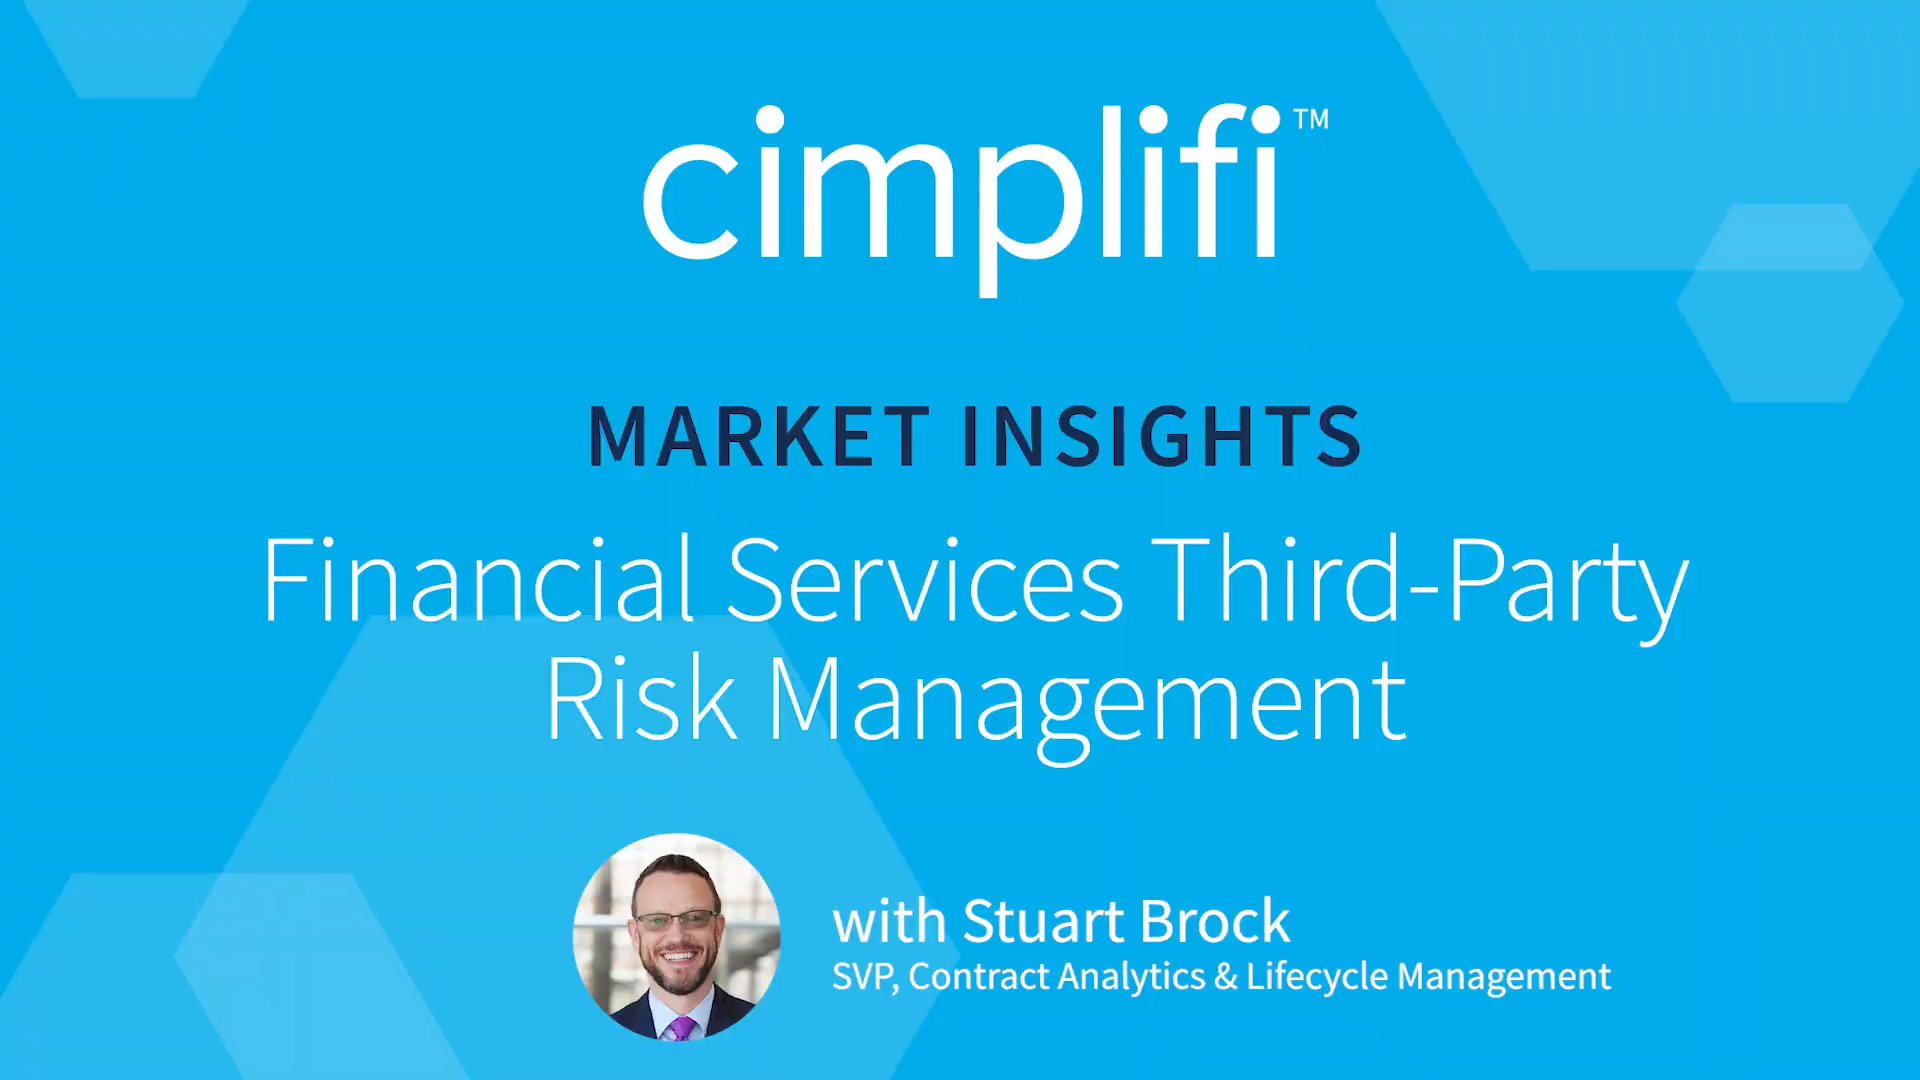 cimplifi™
MARKET INSIGHTS
Financial Services Third-Party
Risk Management
with Stuart Brock
SVP, Contract Analytics & Lifecycle Management